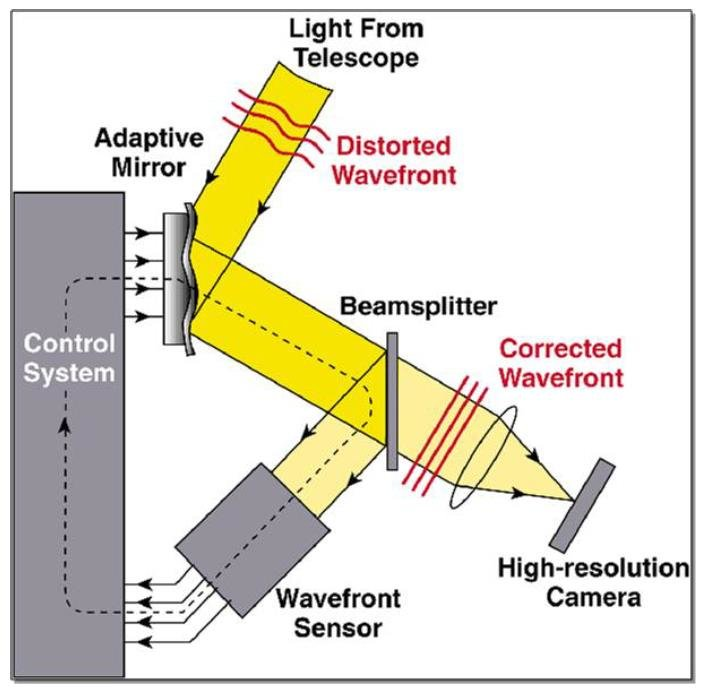 Light From
Telescope
Adaptive
Mirror
Distorted
Wavefront
Beamsplitter
Control
System
Corrected
Wavefront
High-resolution
Camera
Wavefront
Sensor